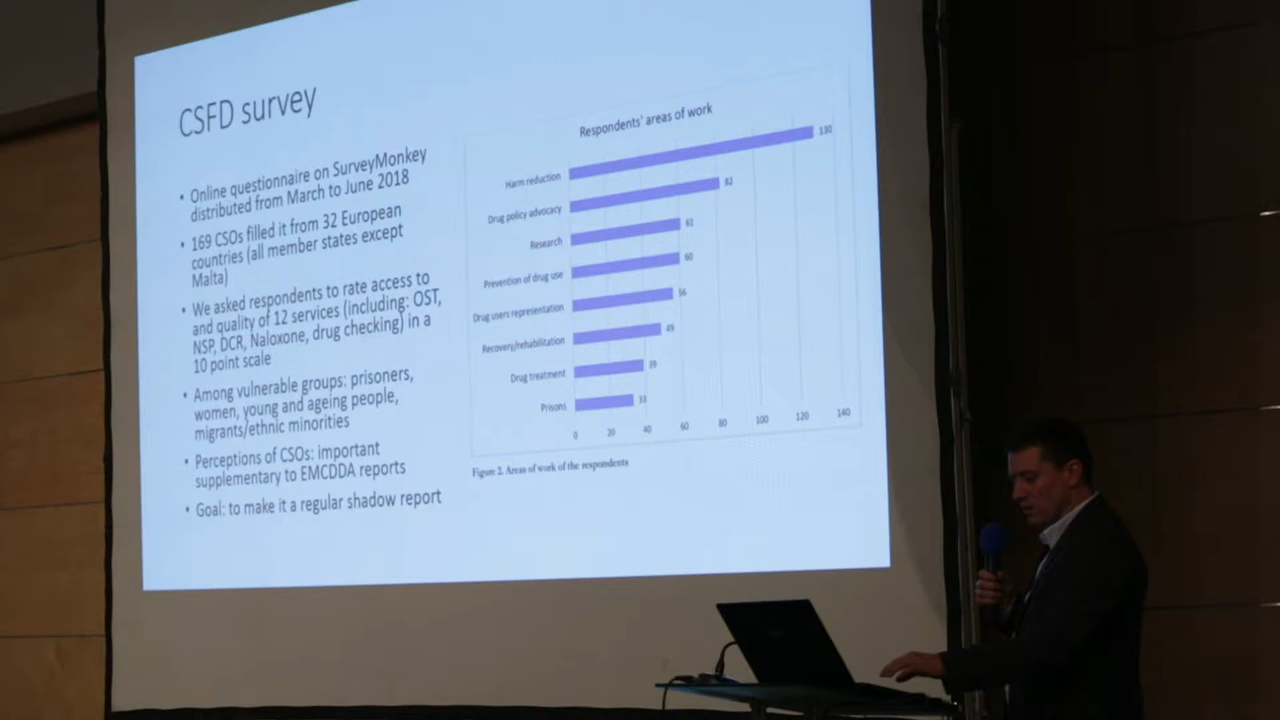 CSFD survey
• Online questionnaire on SurveyMonkey
distributed from March to June 2018
• 169 CSOs filled it from 32 European
countries (all member states except
Malta)
• We asked respondents to rate access to
and quality of 12 services (including: OST,
NSP, DCR, Naloxone, drug checking) in a
10 point scale
• Among vulnerable groups: prisoners,
women, young and ageing people,
migrants/ethnic minorities
• Perceptions of CSOs: important
supplementary to EMCDDA reports
• Goal: to make it a regular shadow report
Respondents' areas of work
Harm reduction 130
Drug policy advocacy 82
Research 61
Prevention of drug use 60
Drug users representation 56
Recovery/rehabilitation 49
Drug treatment 39
Prisons 33
0 20 40 60 80 100 120 140
Figure 2. Areas of work of the respondents